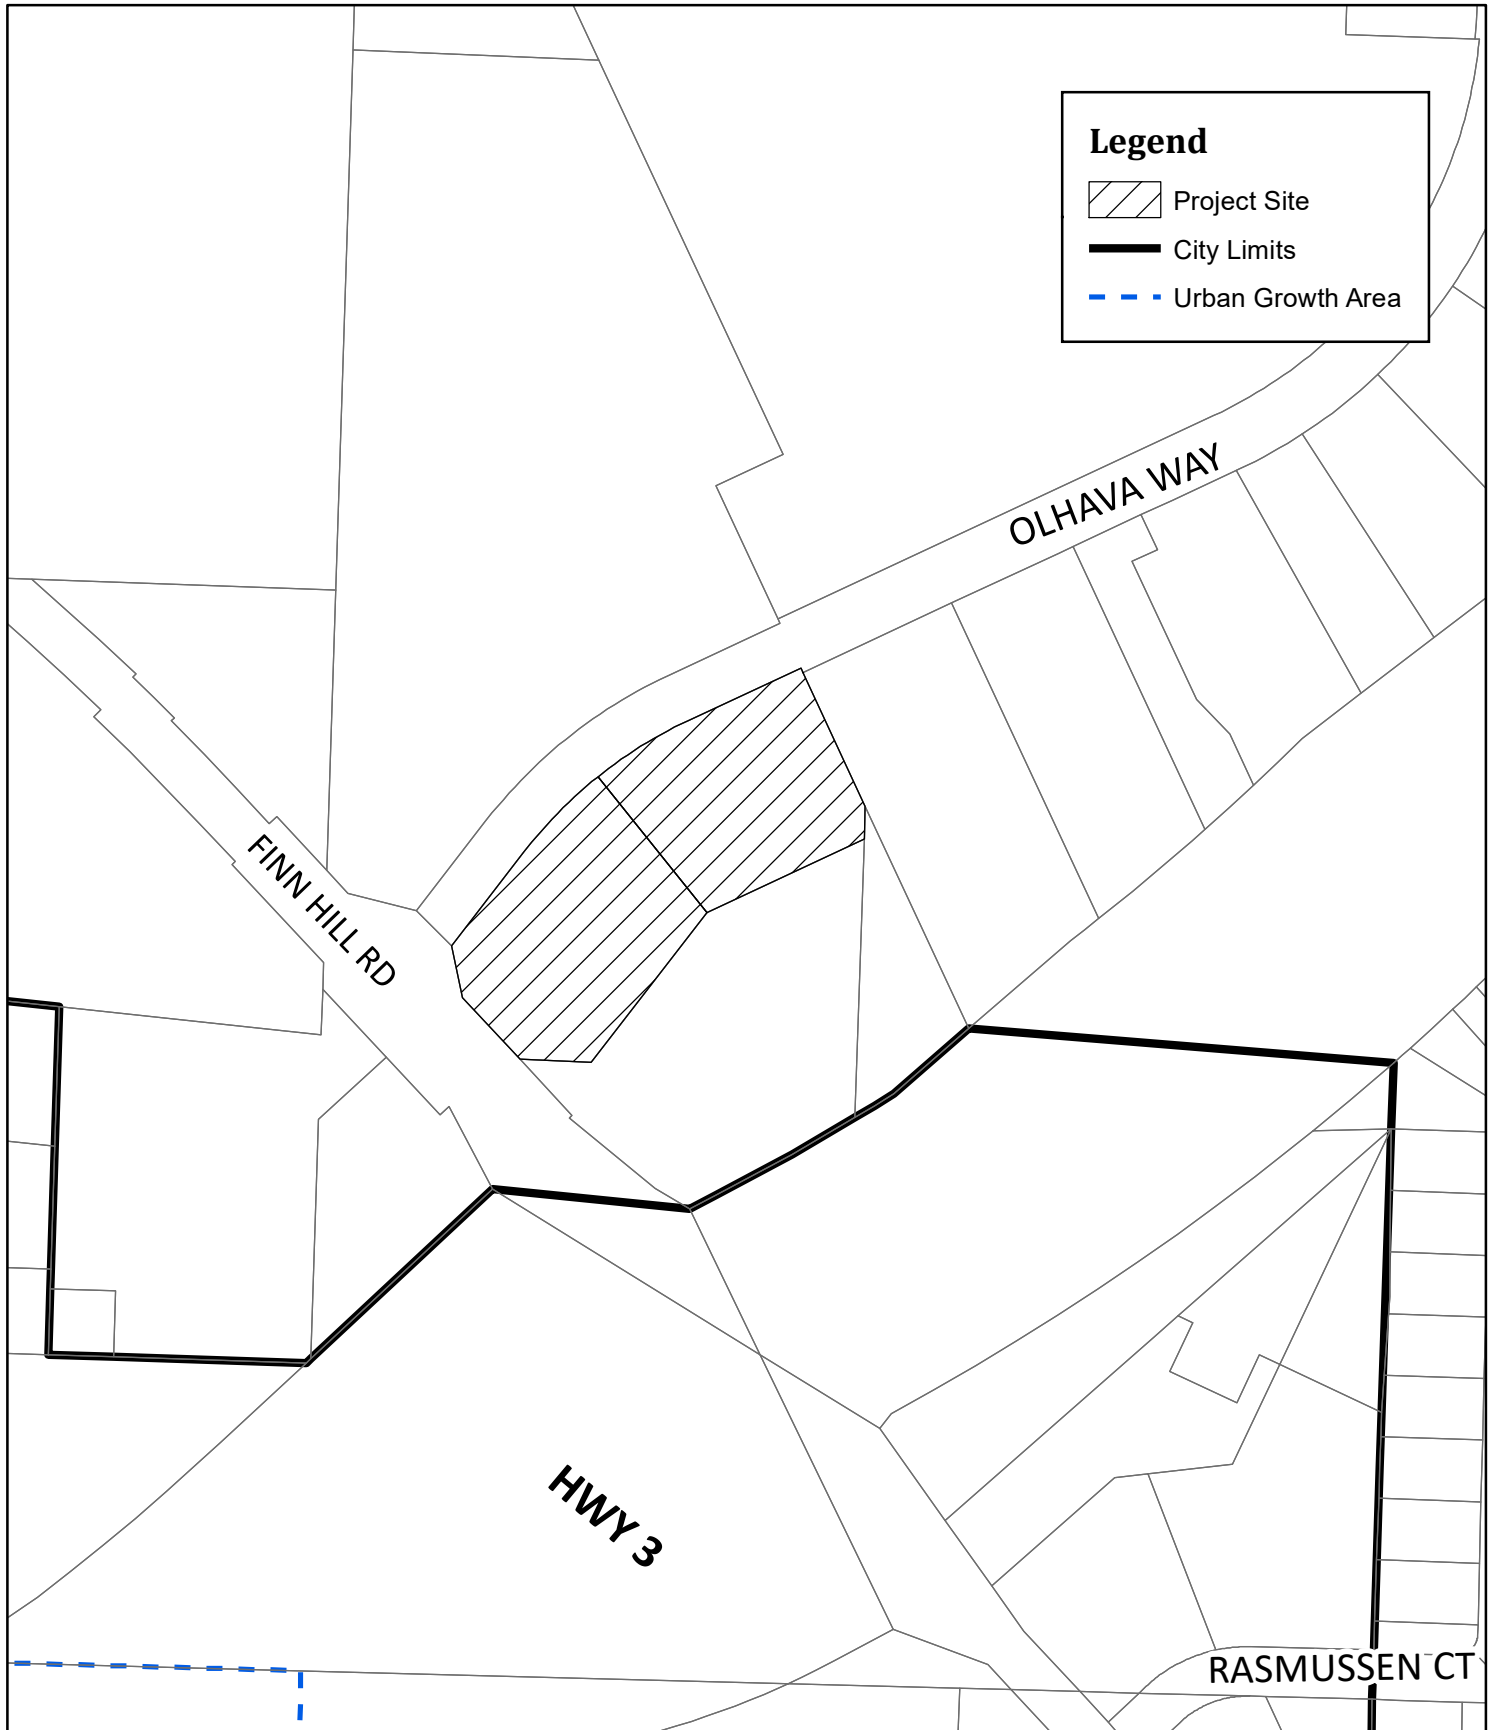 Legend
Project Site
City Limits
Urban Growth Area
OLHAVA WAY
FINN HILL RD
HWY 3
RASMUSSEN CT